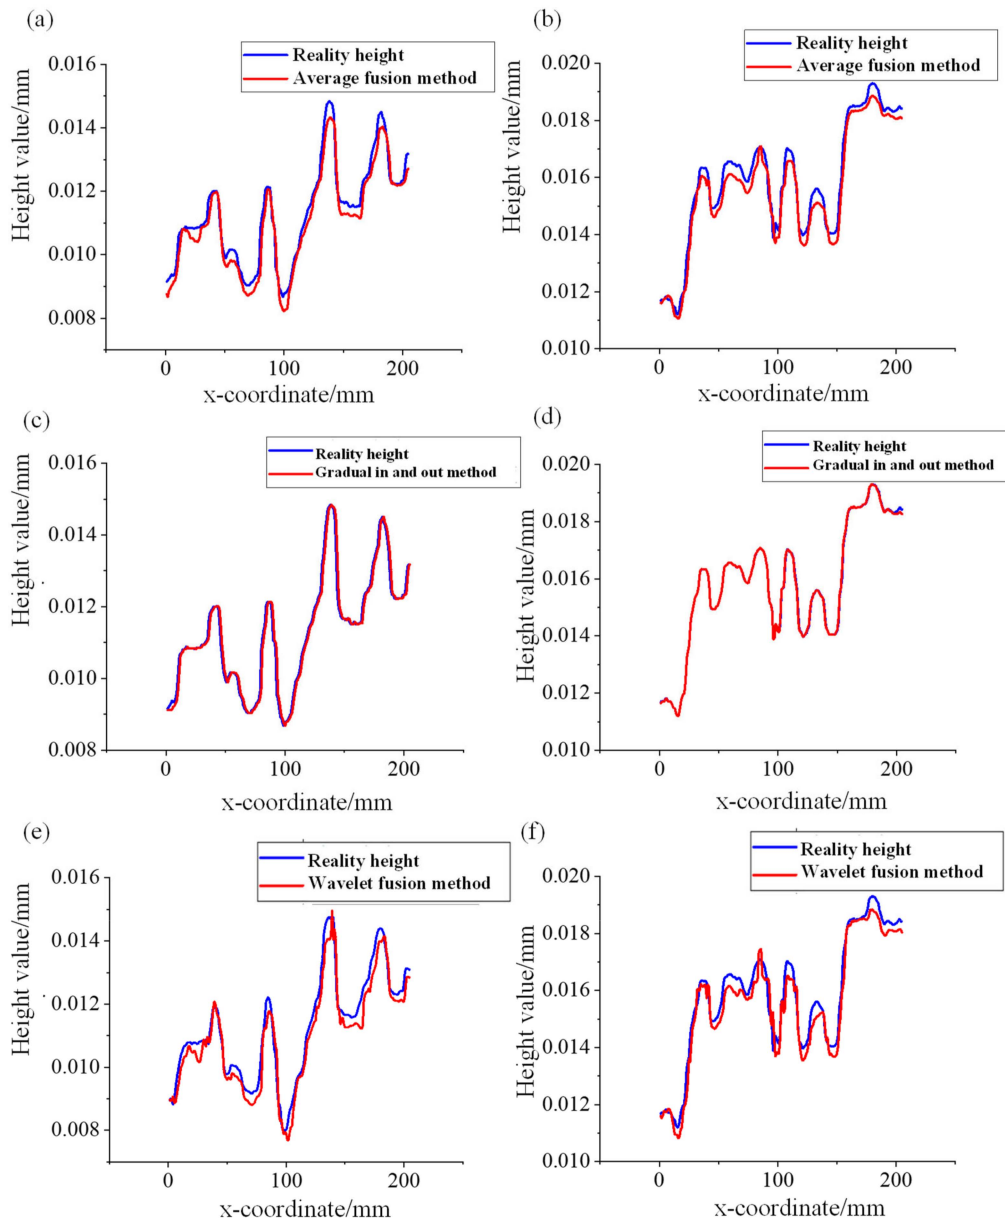 (a)
Reality height
Average fusion method
Height value/mm
0.016
0.014
0.012
0.010
0.008
0
100
200
x-coordinate/mm
(b)
Reality height
Average fusion method
Height value/mm
0.020
0.018
0.016
0.014
0.012
0.010
0
100
200
x-coordinate/mm
(c)
Reality height
Gradual in and out method
Height value/mm
0.016
0.014
0.012
0.010
0.008
0
100
200
x-coordinate/mm
(d)
Reality height
Gradual in and out method
Height value/mm
0.020
0.018
0.016
0.014
0.012
0.010
0
100
200
x-coordinate/mm
(e)
Reality height
Wavelet fusion method
Height value/mm
0.016
0.014
0.012
0.010
0.008
0
100
200
x-coordinate/mm
(f)
Reality height
Wavelet fusion method
Height value/mm
0.020
0.018
0.016
0.014
0.012
0.010
0
100
200
x-coordinate/mm